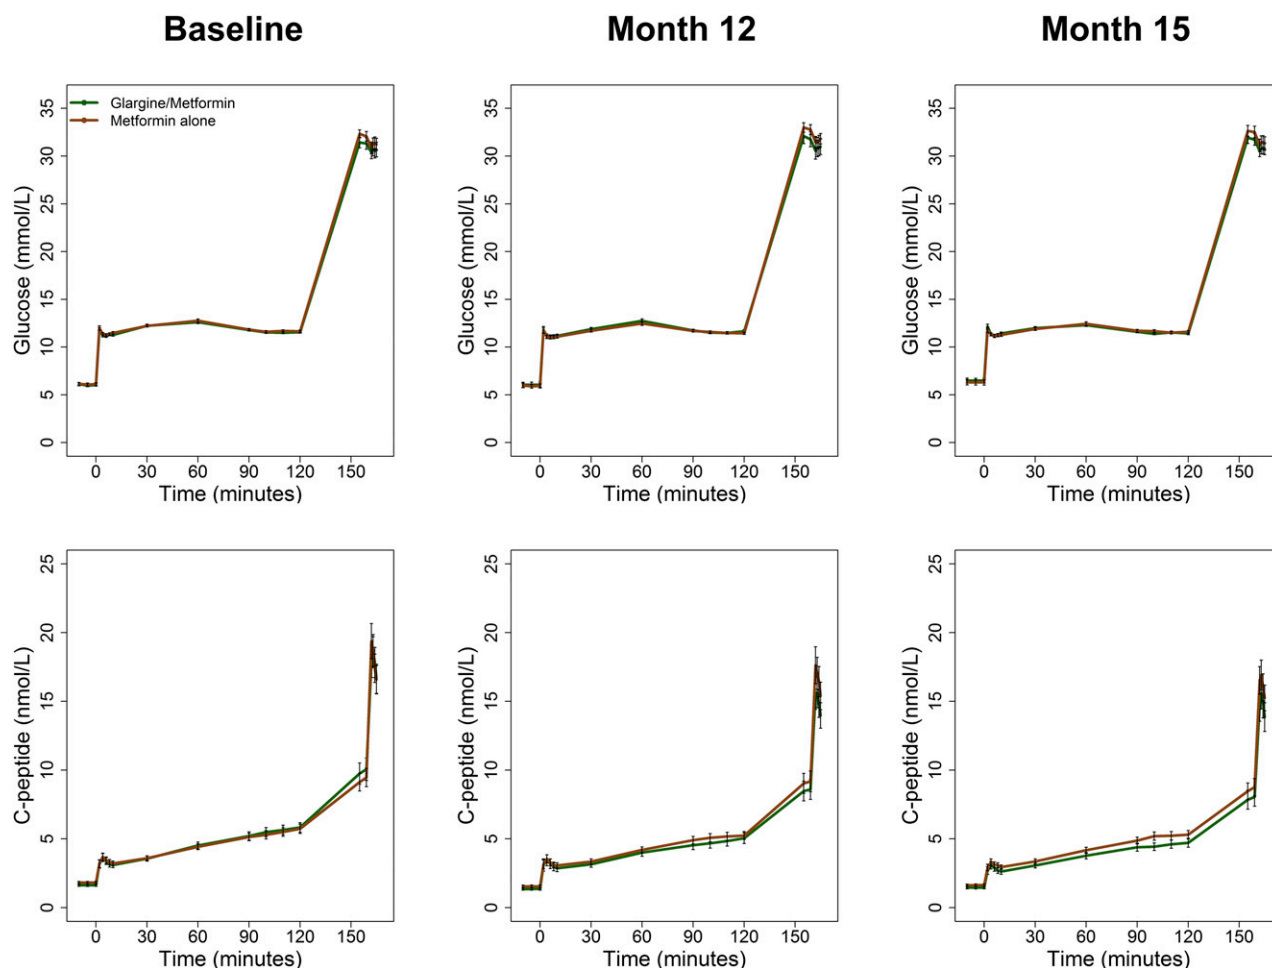 Baseline
Month 12
Month 15
Glargine/Metformin
Metformin alone
Glucose (mmol/L)
35
30
25
20
15
10
5
0
0 30 60 90 120 150
Time (minutes)
Glucose (mmol/L)
35
30
25
20
15
10
5
0
0 30 60 90 120 150
Time (minutes)
Glucose (mmol/L)
35
30
25
20
15
10
5
0
0 30 60 90 120 150
Time (minutes)
C-peptide (nmol/L)
25
20
15
10
5
0
0 30 60 90 120 150
Time (minutes)
C-peptide (nmol/L)
25
20
15
10
5
0
0 30 60 90 120 150
Time (minutes)
C-peptide (nmol/L)
25
20
15
10
5
0
0 30 60 90 120 150
Time (minutes)